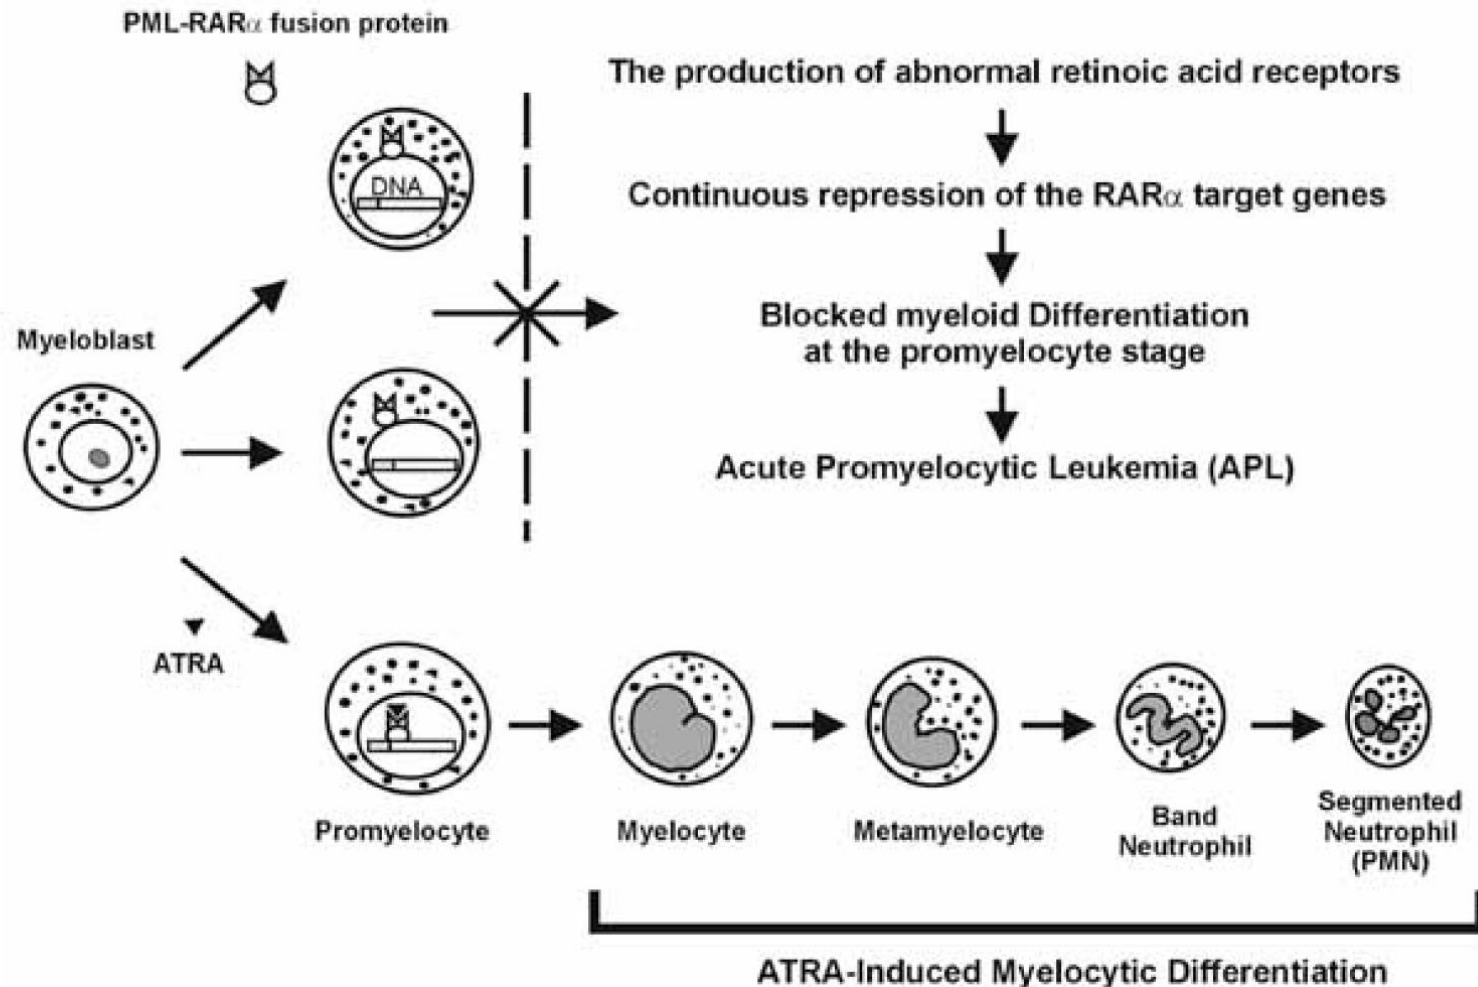 PML-RARα fusion protein
The production of abnormal retinoic acid receptors
DNA
Continuous repression of the RARα target genes
Blocked myeloid Differentiation
at the promyelocyte stage
Myeloblast
Acute Promyelocytic Leukemia (APL)
ATRA
Promyelocyte
Myelocyte
Metamyelocyte
Band
Neutrophil
Segmented
Neutrophil
(PMN)
ATRA-Induced Myelocytic Differentiation